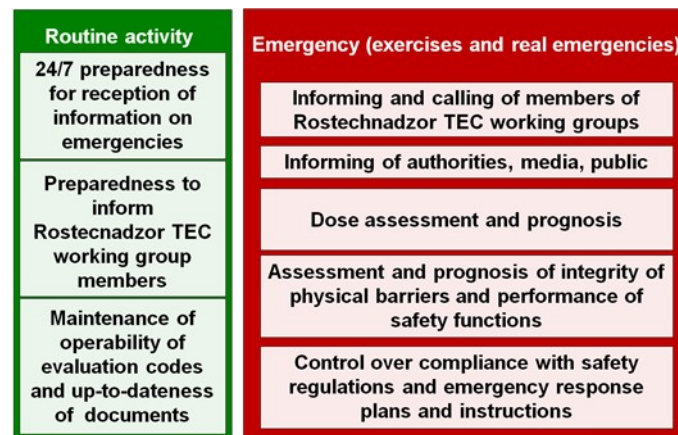 Routine activity
24/7 preparedness
for reception of
information on
emergencies
Preparedness to
inform
Rostecnadzor TEC
working group
members
Maintenance of
operability of
evaluation codes
and up-to-dateness
of documents
Emergency (exercises and real emergencies)
Informing and calling of members of
Rostechnadzor TEC working groups
Informing of authorities, media, public
Dose assessment and prognosis
Assessment and prognosis of integrity of
physical barriers and performance of
safety functions
Control over compliance with safety
regulations and emergency response
plans and instructions